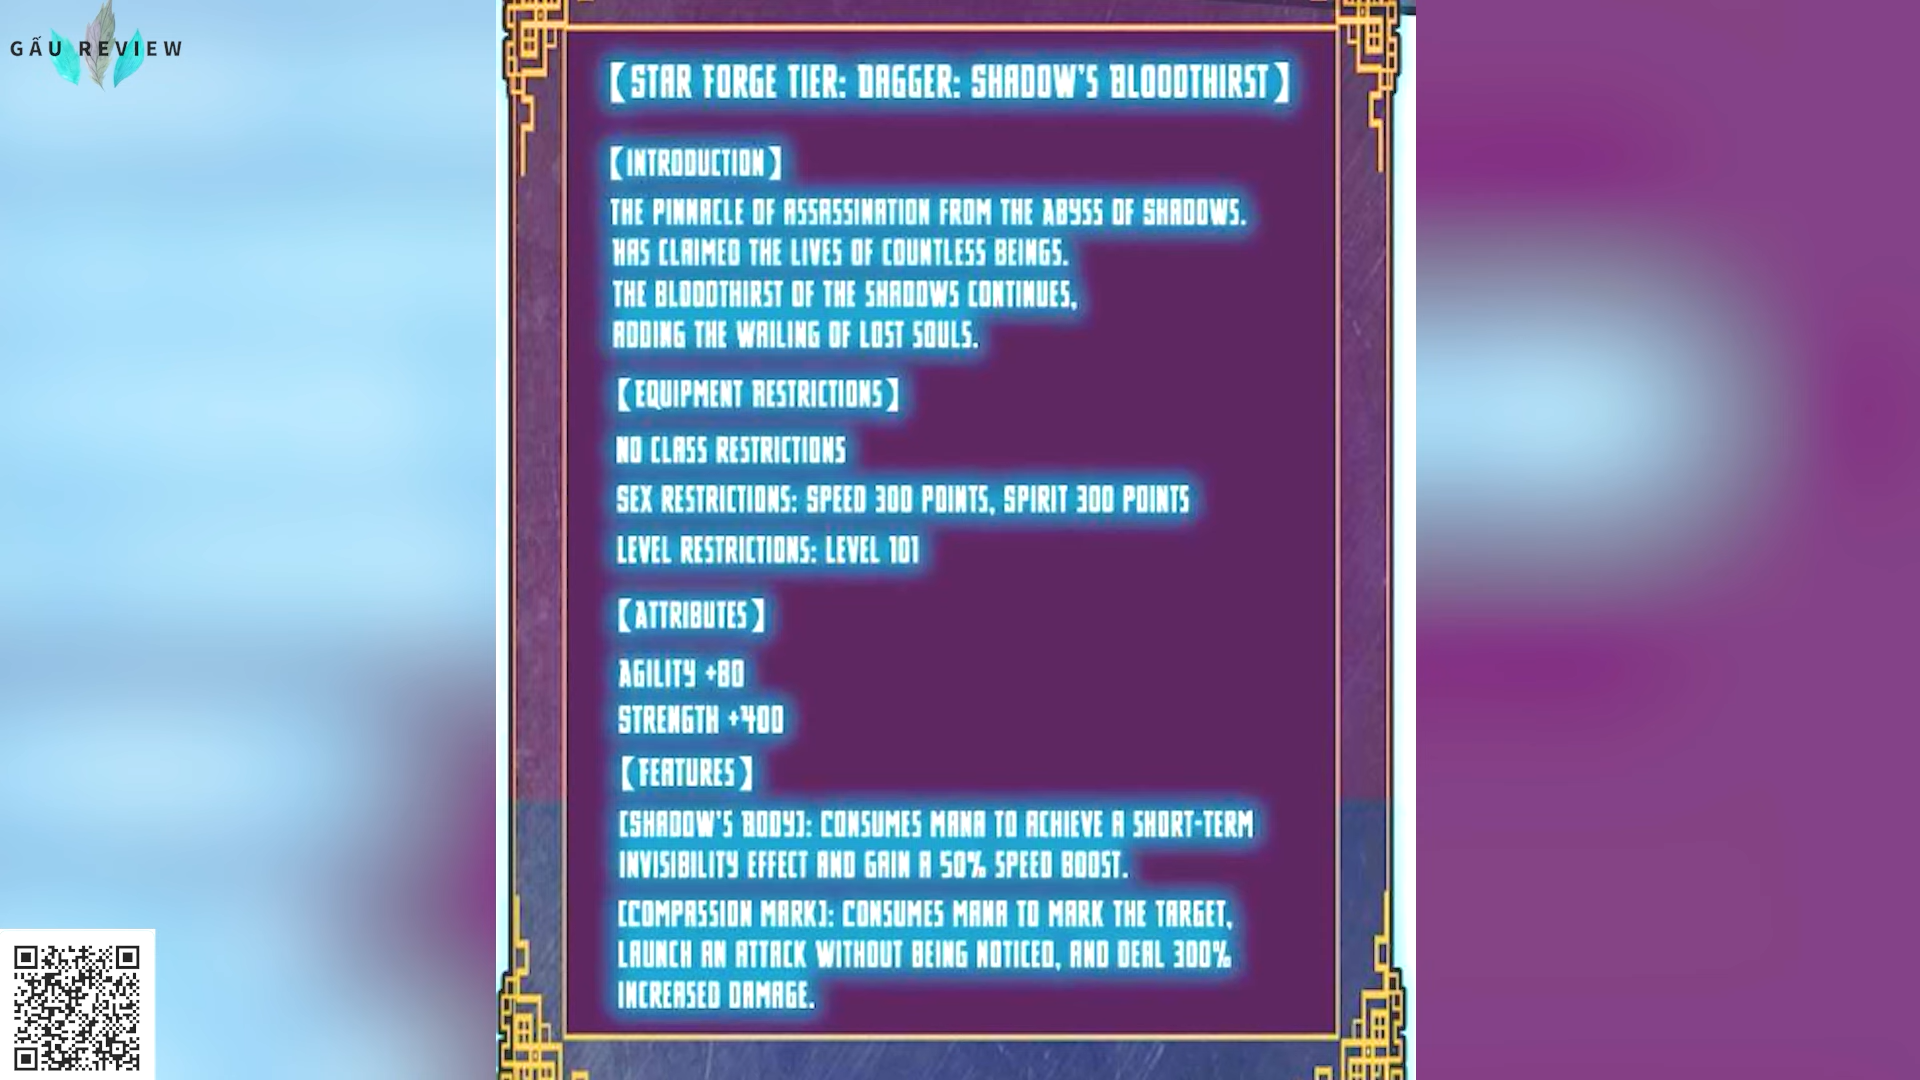 GẤU REVIEW
【STAR FORGE TIER: DAGGER: SHADOW'S BLOODTHIRST】
【INTRODUCTION】
THE PINNACLE OF ASSASSINATION FROM THE ABYSS OF SHADOWS.
HAS CLAIMED THE LIVES OF COUNTLESS BEINGS.
THE BLOODTHIRST OF THE SHADOWS CONTINUES,
ADDING THE WAILING OF LOST SOULS.
【EQUIPMENT RESTRICTIONS】
NO CLASS RESTRICTIONS
SEX RESTRICTIONS: SPEED 300 POINTS, SPIRIT 300 POINTS
LEVEL RESTRICTIONS: LEVEL 101
【ATTRIBUTES】
AGILITY +80
STRENGTH +400
【FEATURES】
[SHADOW'S BODY]: CONSUMES MANA TO ACHIEVE A SHORT-TERM
INVISIBILITY EFFECT AND GAIN A 50% SPEED BOOST.
[COMPASSION MARK]: CONSUMES MANA TO MARK THE TARGET,
LAUNCH AN ATTACK WITHOUT BEING NOTICED, AND DEAL 300%
INCREASED DAMAGE.